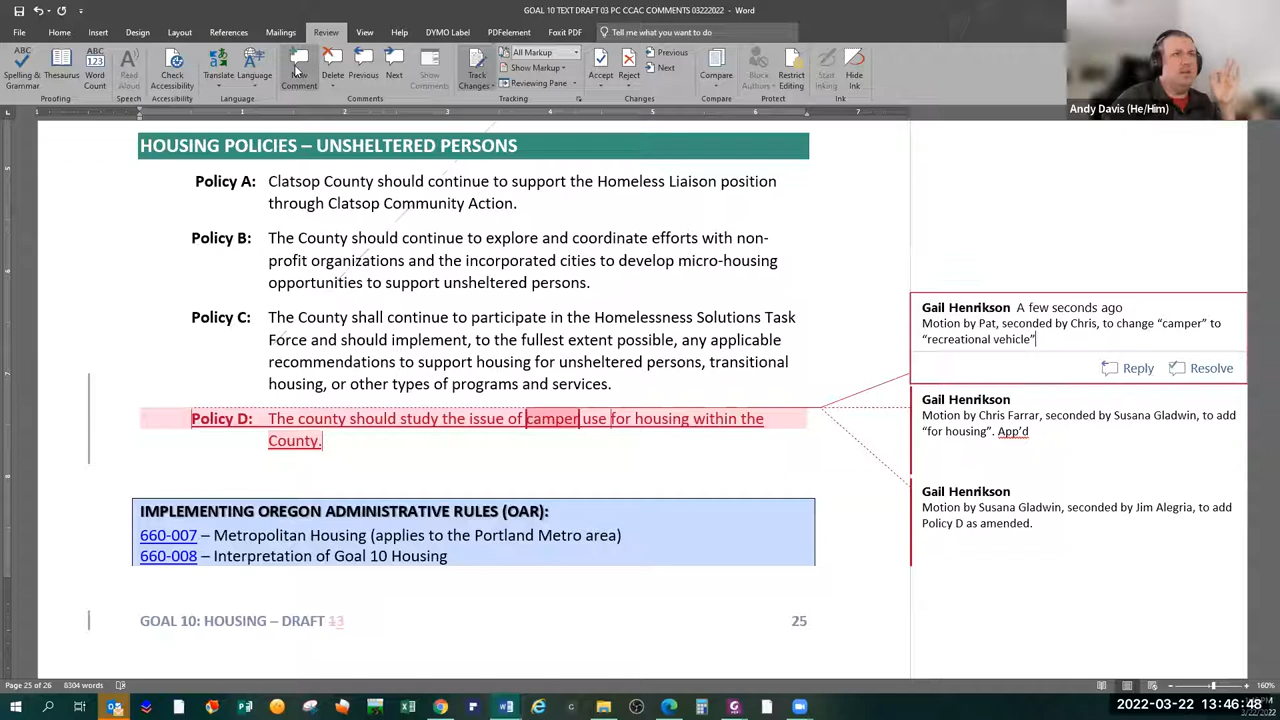 GOAL 10 TEXT DRAFT 03 PC CCAC COMMENTS 03222022 - Word
File Home Insert Design Layout References Mailings Review View Help DYMO Label PDFelement Foxit PDF Tell me what you want to do
ABC ABC 123 All Markup Previous
Show Markup Next
Reviewing Pane
Spelling & Grammar Thesaurus Word Count Read Aloud Check Accessibility Translate Language New Comment Delete Previous Next Show Comments Track Changes Accept Reject Compare Block Authors Restrict Editing Start Inking Hide Ink
Proofing Speech Accessibility Language Comments Tracking Changes Compare Protect Ink
Andy Davis (He/Him)
1 1 2 3 4 5 6 7
HOUSING POLICIES – UNSHELTERED PERSONS
Policy A: Clatsop County should continue to support the Homeless Liaison position
through Clatsop Community Action.
Policy B: The County should continue to explore and coordinate efforts with non-
profit organizations and the incorporated cities to develop micro-housing
opportunities to support unsheltered persons.
Policy C: The County shall continue to participate in the Homelessness Solutions Task
Force and should implement, to the fullest extent possible, any applicable
recommendations to support housing for unsheltered persons, transitional
housing, or other types of programs and services.
Policy D: The county should study the issue of camper use for housing within the
County.
Gail Henrikson A few seconds ago
Motion by Pat, seconded by Chris, to change “camper” to
“recreational vehicle”
Reply Resolve
Gail Henrikson
Motion by Chris Farrar, seconded by Susana Gladwin, to add
“for housing”. App’d
Gail Henrikson
Motion by Susana Gladwin, seconded by Jim Alegria, to add
Policy D as amended.
IMPLEMENTING OREGON ADMINISTRATIVE RULES (OAR):
660-007 – Metropolitan Housing (applies to the Portland Metro area)
660-008 – Interpretation of Goal 10 Housing
GOAL 10: HOUSING – DRAFT 13 25
Page 25 of 26 8304 words 160%
2022-03-22 13:46:48